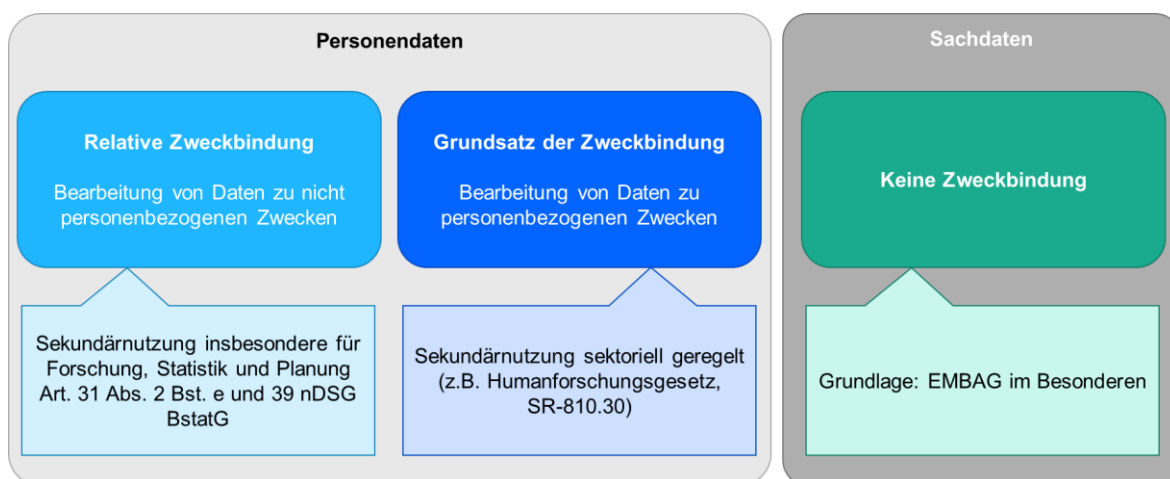 Personendaten
Relative Zweckbindung
Bearbeitung von Daten zu nicht
personenbezogenen Zwecken
Sekundärnutzung insbesondere für
Forschung, Statistik und Planung
Art. 31 Abs. 2 Bst. e und 39 nDSG
BstatG
Grundsatz der Zweckbindung
Bearbeitung von Daten zu
personenbezogenen Zwecken
Sekundärnutzung sektoriell geregelt
(z.B. Humanforschungsgesetz,
SR-810.30)
Sachdaten
Keine Zweckbindung
Grundlage: EMBAG im Besonderen